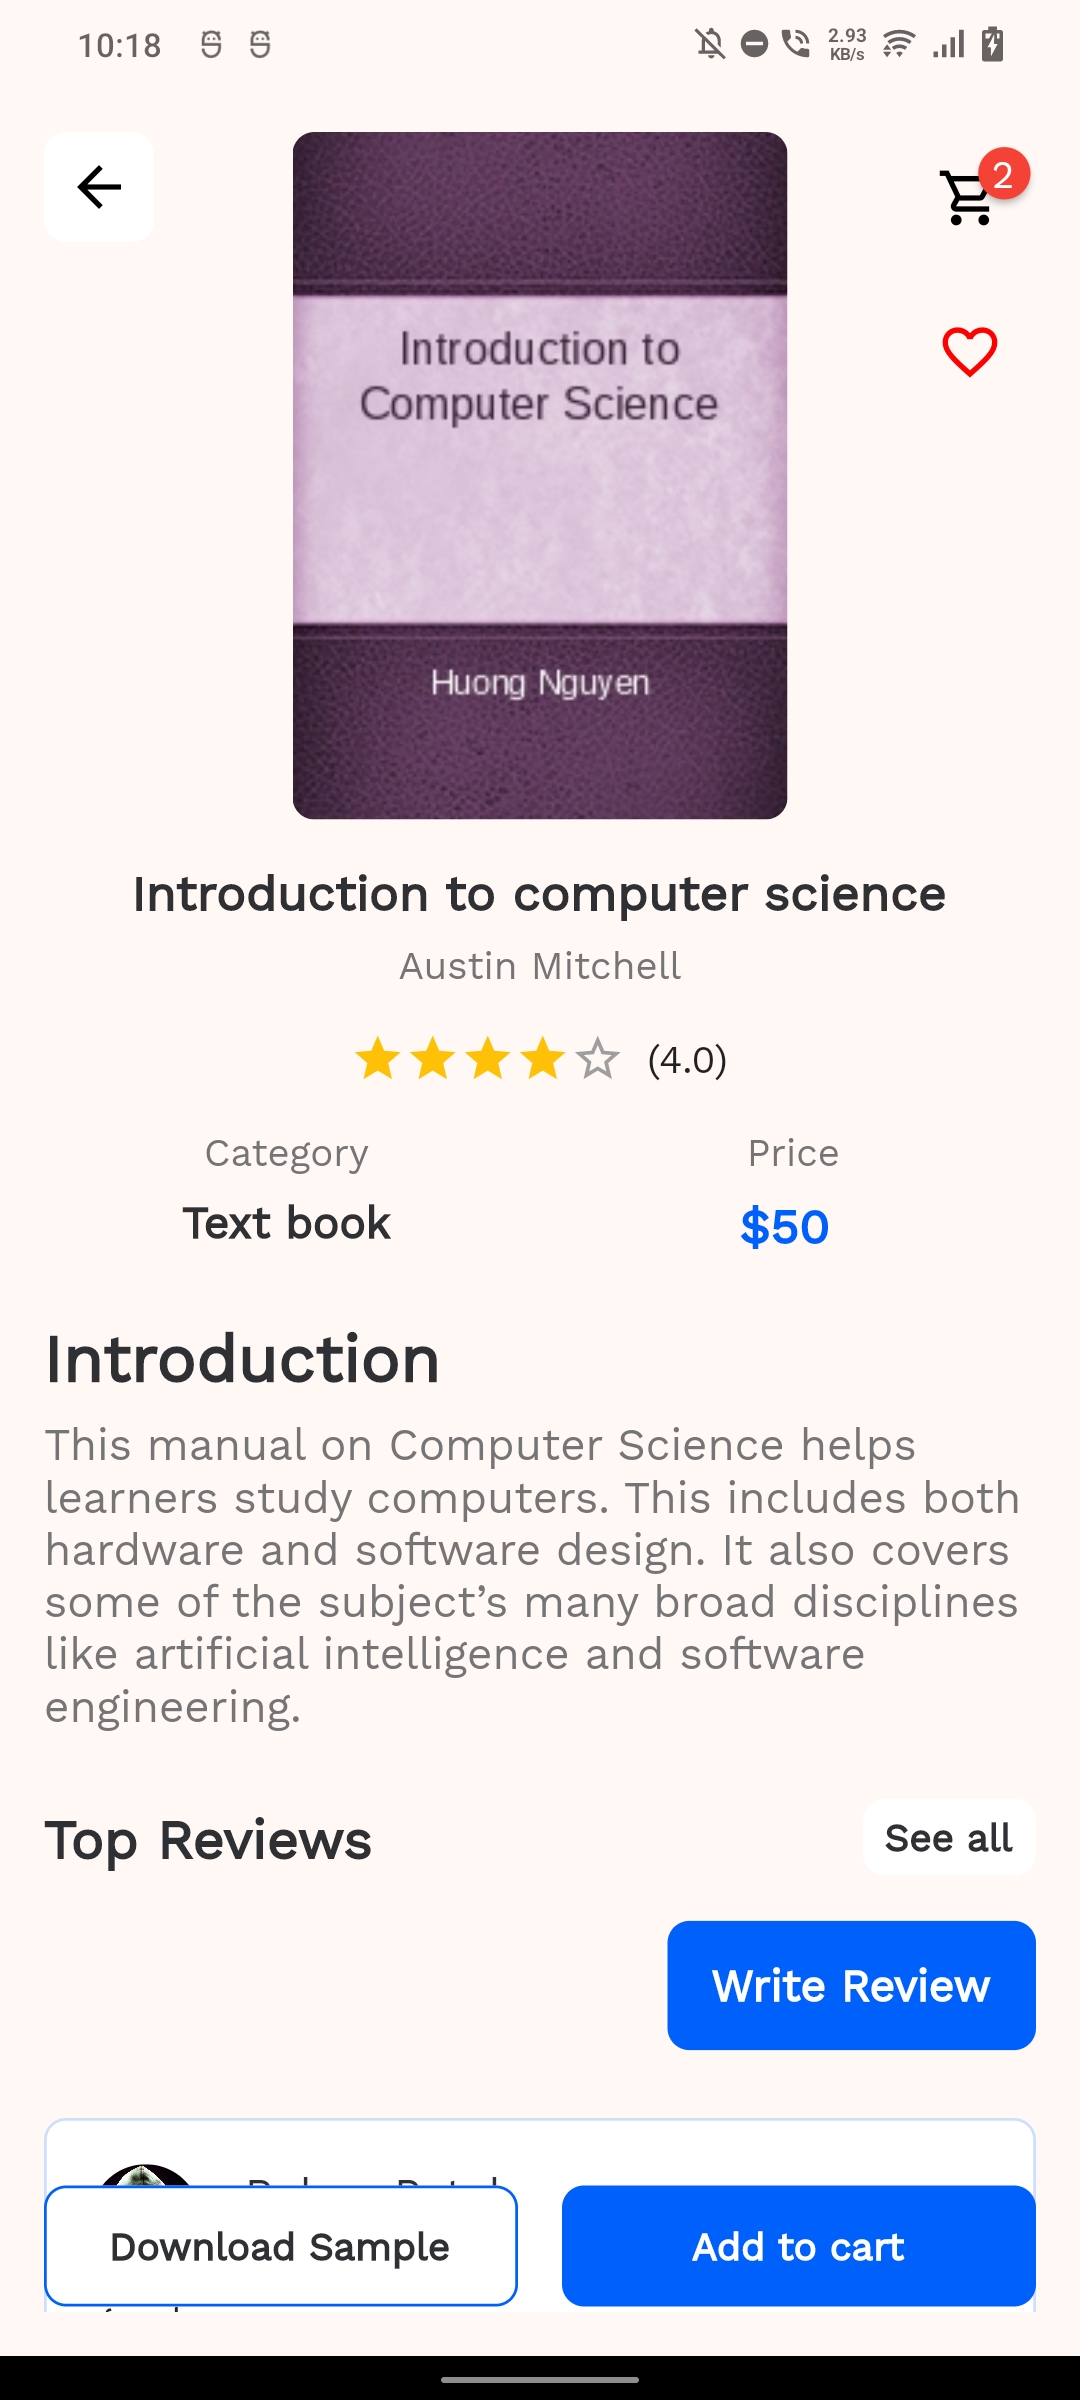 10:18
2.93
KB/s
2
Introduction to
Computer Science
Huong Nguyen
Introduction to computer science
Austin Mitchell
(4.0)
Category
Price
Text book
$50
Introduction
This manual on Computer Science helps
learners study computers. This includes both
hardware and software design. It also covers
some of the subject’s many broad disciplines
like artificial intelligence and software
engineering.
Top Reviews
See all
Write Review
Download Sample
Add to cart